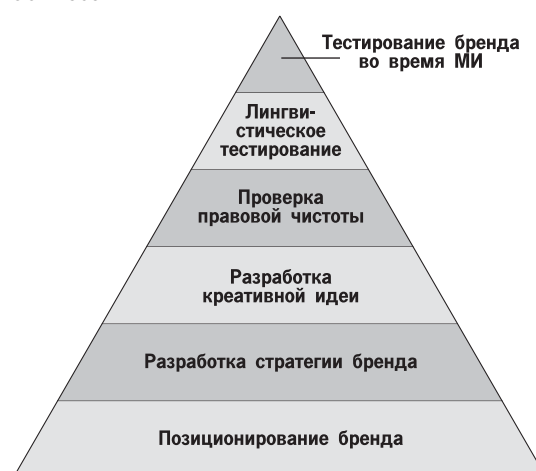 Тестирование бренда
во время МИ
Лингви-
стическое
тестирование
Проверка
правовой чистоты
Разработка
креативной идеи
Разработка стратегии бренда
Позиционирование бренда